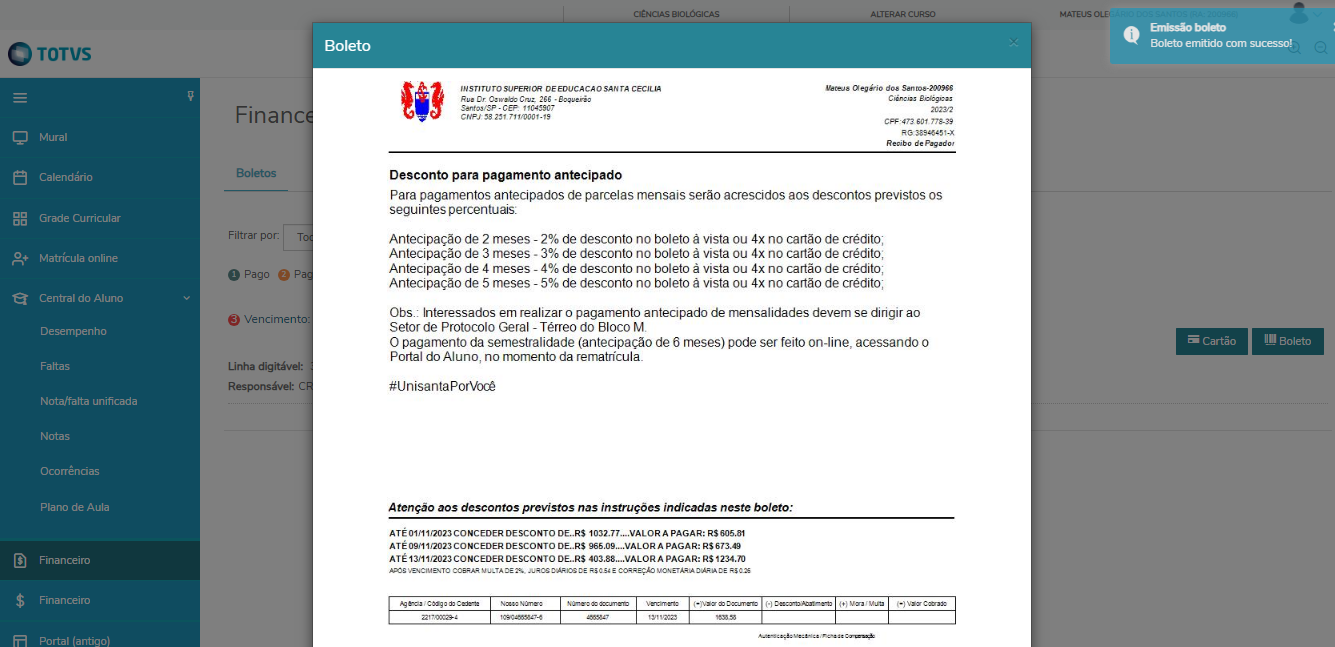 CIÊNCIAS BIOLÓGICAS
ALTERAR CURSO
MATEUS OLEGÁRIO DOS SANTOS
TOTVS
Emissão boleto
Boleto emitido com sucesso!
Mural
Calendário
Grade Curricular
Matrícula online
Central do Aluno
Desempenho
Faltas
Nota/falta unificada
Notas
Ocorrências
Plano de Aula
Financeiro
Financeiro
Portal (antigo)
Finance
Boletos
Filtrar por: Too
1 Pago 2 Pag
3 Vencimento:
Linha digitável:
Responsável: CR
Cartão
Boleto
Boleto
×
INSTITUTO SUPERIOR DE EDUCACAO SANTA CECILIA
Rua Dr. Oswaldo Cruz, 266 - Boqueirão
Santos/SP - CEP: 11045907
CNPJ: 58.251.711/0001-19
Mateus Olegário dos Santos-200966
Ciências Biológicas
2023/2
CPF:473.601.778-39
RG:38946451-X
Recibo de Pagador
Desconto para pagamento antecipado
Para pagamentos antecipados de parcelas mensais serão acrescidos aos descontos previstos os
seguintes percentuais:
Antecipação de 2 meses - 2% de desconto no boleto à vista ou 4x no cartão de crédito;
Antecipação de 3 meses - 3% de desconto no boleto à vista ou 4x no cartão de crédito;
Antecipação de 4 meses - 4% de desconto no boleto à vista ou 4x no cartão de crédito;
Antecipação de 5 meses - 5% de desconto no boleto à vista ou 4x no cartão de crédito;
Obs.: Interessados em realizar o pagamento antecipado de mensalidades devem se dirigir ao
Setor de Protocolo Geral - Térreo do Bloco M.
O pagamento da semestralidade (antecipação de 6 meses) pode ser feito on-line, acessando o
Portal do Aluno, no momento da rematrícula.
#UnisantaPorVocê
Atenção aos descontos previstos nas instruções indicadas neste boleto:
ATÉ 01/11/2023 CONCEDER DESCONTO DE..R$ 1032.77....VALOR A PAGAR: R$ 605.81
ATÉ 09/11/2023 CONCEDER DESCONTO DE..R$ 965.09....VALOR A PAGAR: R$ 673.49
ATÉ 13/11/2023 CONCEDER DESCONTO DE..R$ 403.88....VALOR A PAGAR: R$ 1234.70
APÓS VENCIMENTO COBRAR MULTA DE 2%, JUROS DIÁRIOS DE R$ 0.54 E CORREÇÃO MONETÁRIA DIÁRIA DE R$ 0.26
Agência / Código do Cedente Nosso Número Número do documento Vencimento (=)Valor do Documento (-) Desconto/Abatimento (+) Mora / Multa (=) Valor Cobrado
2217/00029-4 109/04665847-6 4665847 13/11/2023 1638,58
Autenticação Mecânica / Ficha de Compensação